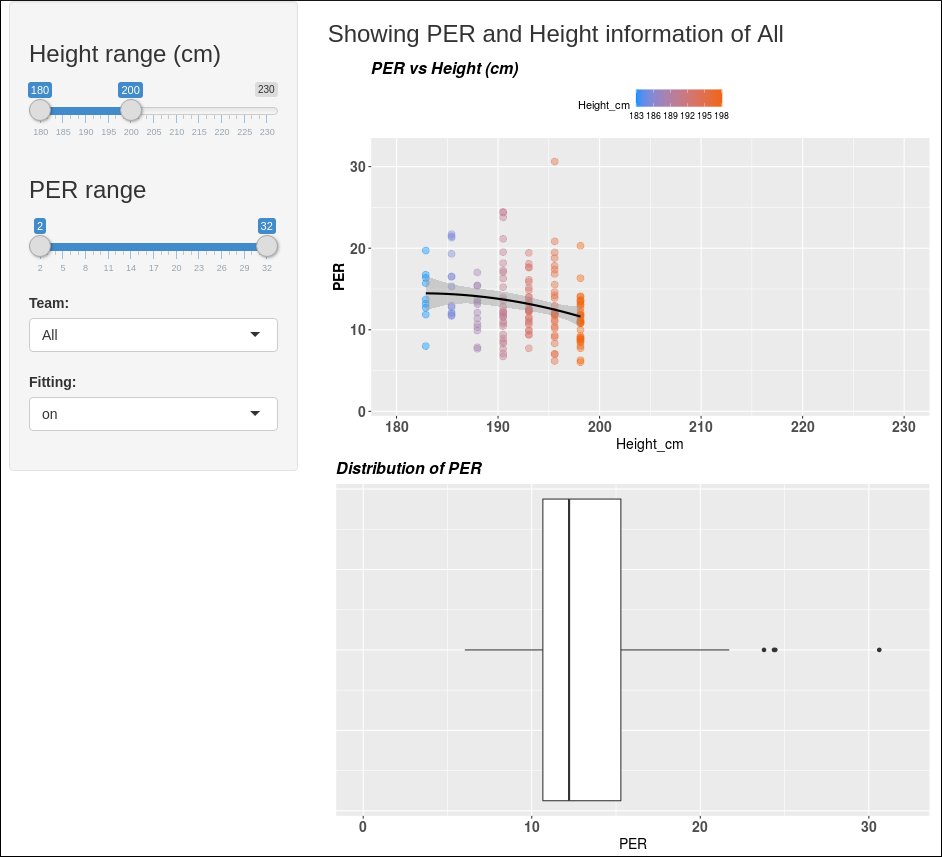 Height range (cm)
180 200 230
180 185 190 195 200 205 210 215 220 225 230
PER range
2 32
2 5 8 11 14 17 20 23 26 29 32
Team:
All
Fitting:
on
Showing PER and Height information of All
PER vs Height (cm)
Height_cm
183 186 189 192 195 198
PER
30
20
10
0
180 190 200 210 220 230
Height_cm
Distribution of PER
0 10 20 30
PER